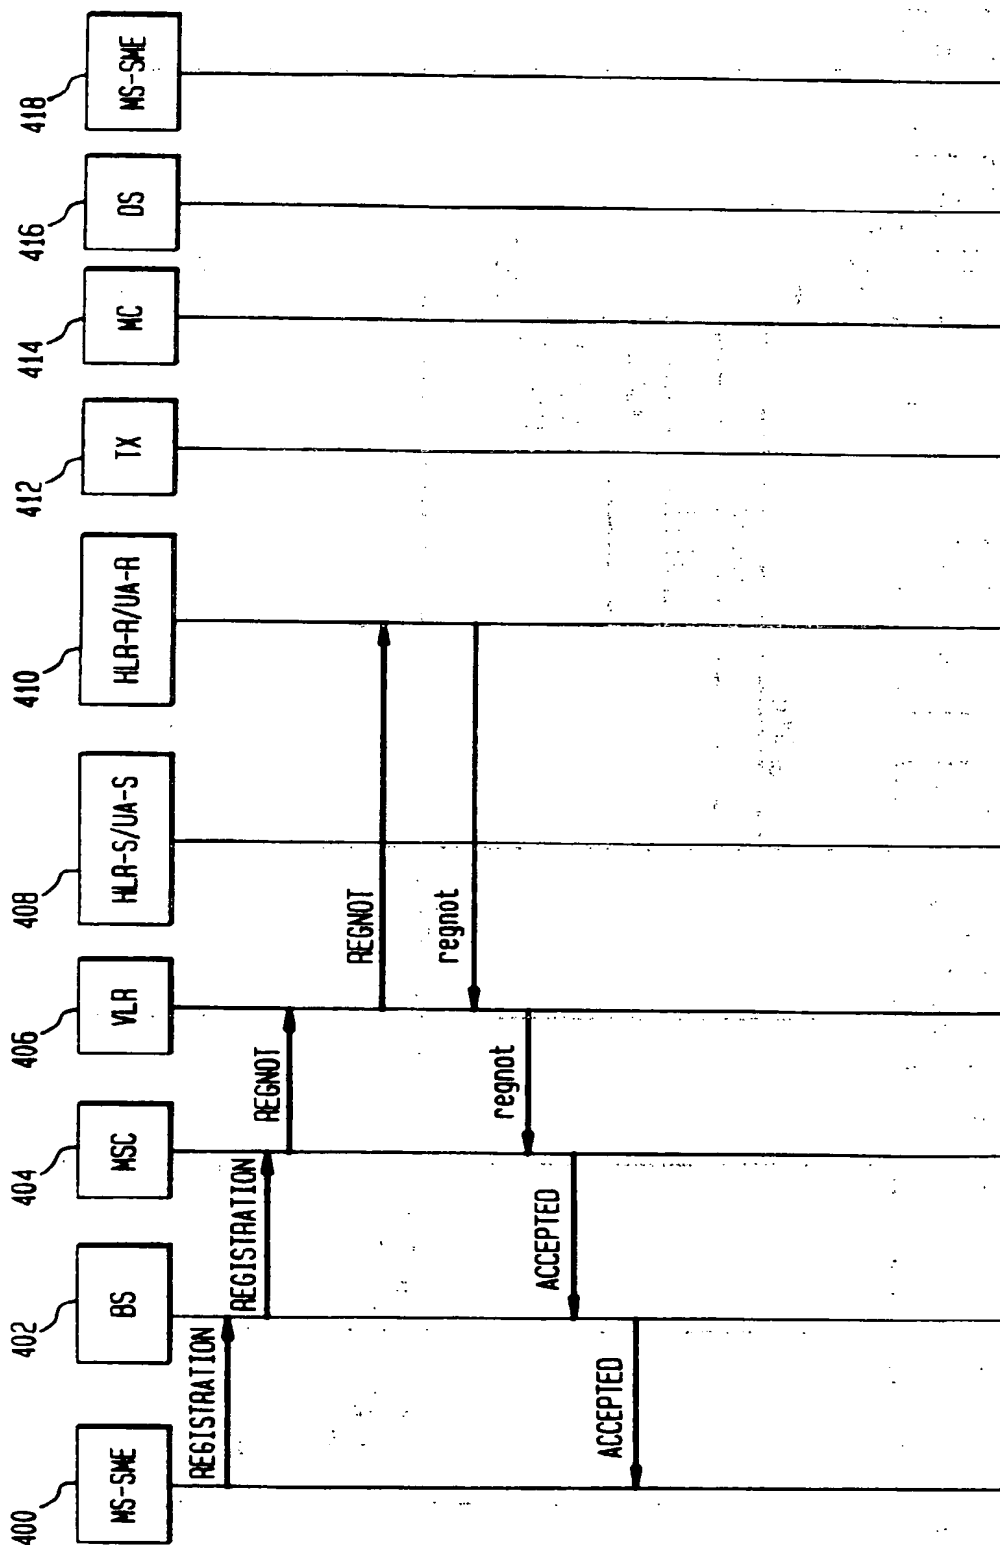 400
402
404
406
408
410
412
414
416
418
MS-SME
BS
MSC
VLR
HLR-S/UA-S
HLR-R/UA-R
TX
MC
DS
MS-SME
REGISTRATION
REGISTRATION
REGNOT
REGNOT
regnot
regnot
ACCEPTED
ACCEPTED